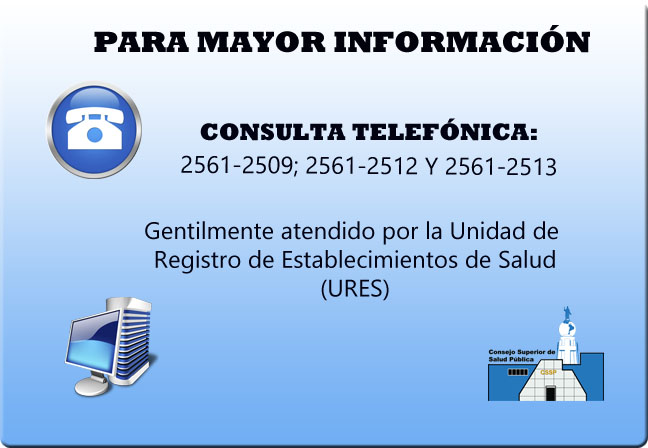 PARA MAYOR INFORMACIÓN
CONSULTA TELEFÓNICA:
2561-2509; 2561-2512 Y 2561-2513
Gentilmente atendido por la Unidad de
Registro de Establecimientos de Salud
(URES)
Consejo Superior de
Salud Pública
CSSP